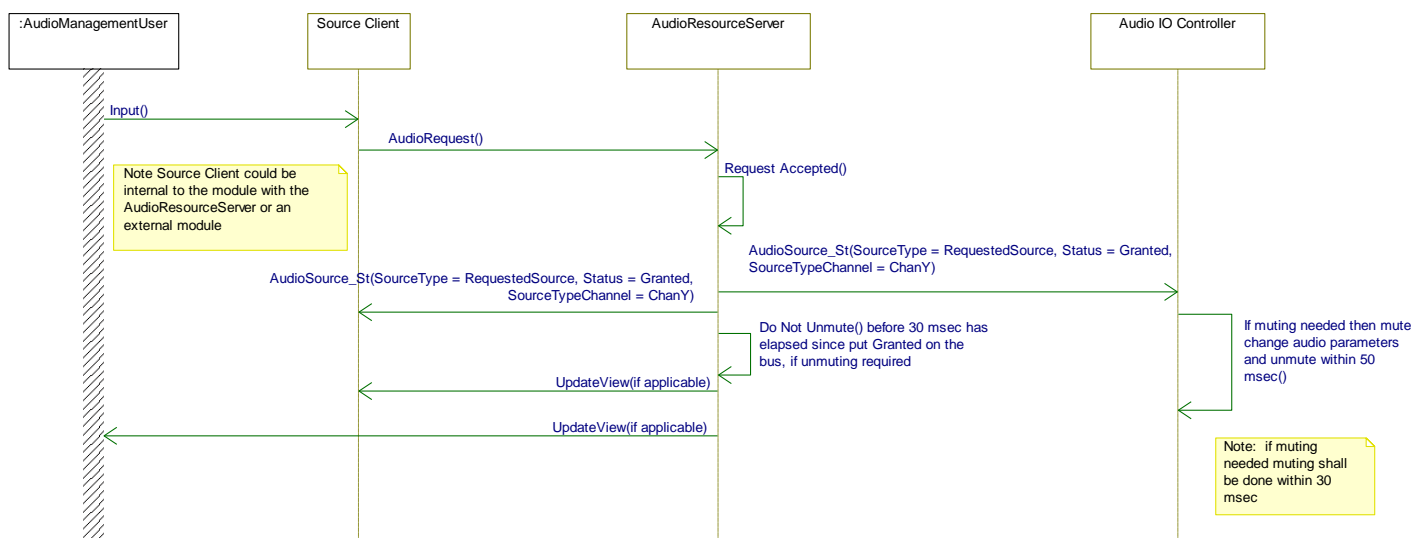 :AudioManagementUser
Source Client
AudioResourceServer
Audio IO Controller
Input()
AudioRequest()
Note Source Client could be
internal to the module with the
AudioResourceServer or an
external module
Request Accepted()
AudioSource_St(SourceType = RequestedSource, Status = Granted,
SourceTypeChannel = ChanY)
AudioSource_St(SourceType = RequestedSource, Status = Granted,
SourceTypeChannel = ChanY)
Do Not Unmute() before 30 msec has
elapsed since put Granted on the
bus, if unmuting required
If muting needed then mute
change audio parameters
and unmute within 50
msec()
UpdateView(if applicable)
UpdateView(if applicable)
Note:  if muting
needed muting shall
be done within 30
msec